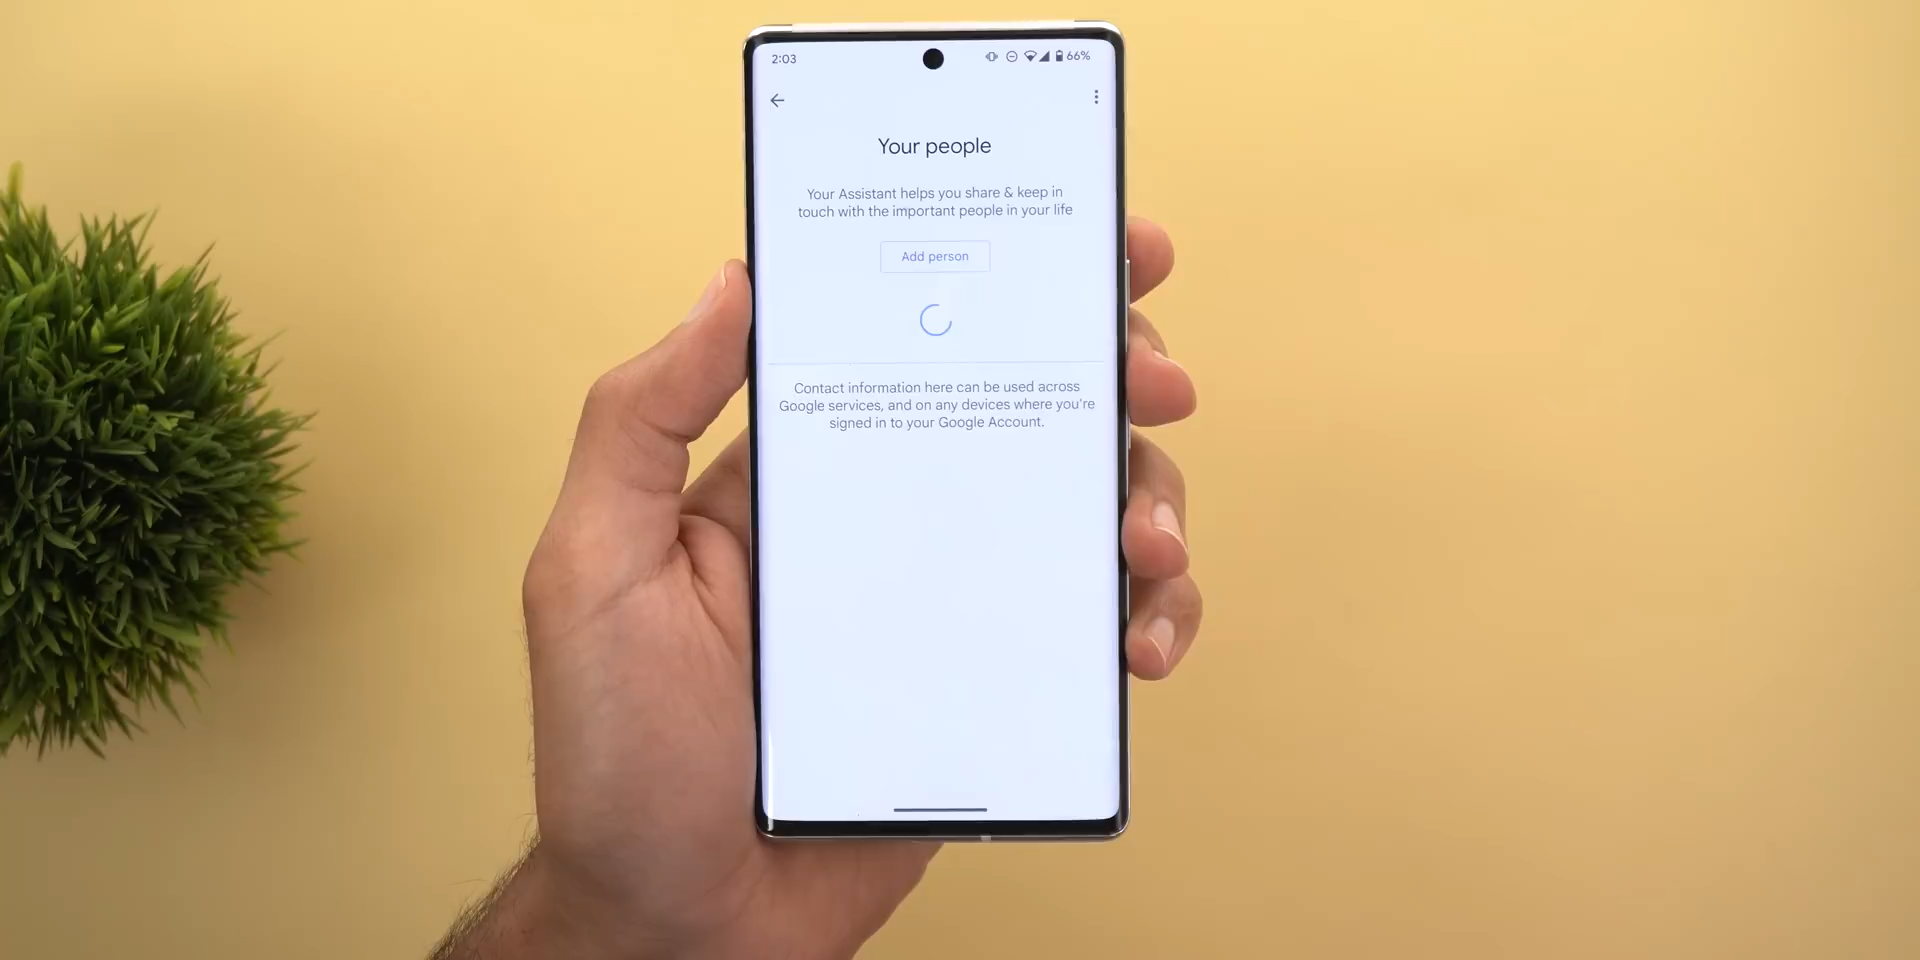 2:03
66%
Your people
Your Assistant helps you share & keep in
touch with the important people in your life
Add person
Contact information here can be used across
Google services, and on any devices where you're
signed in to your Google Account.